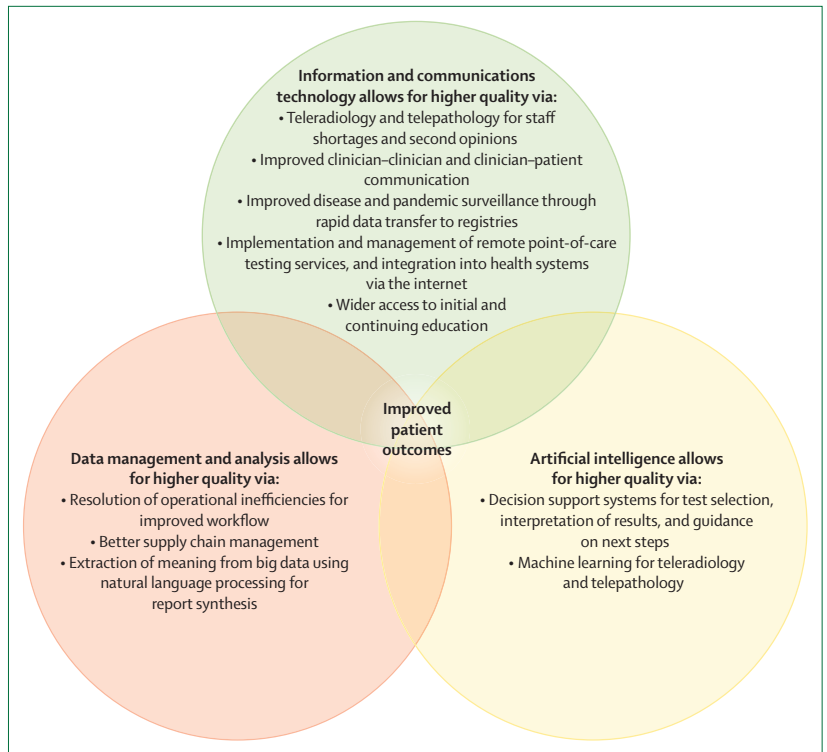 Information and communications
technology allows for higher quality via:
• Teleradiology and telepathology for staff
shortages and second opinions
• Improved clinician–clinician and clinician–patient
communication
• Improved disease and pandemic surveillance through
rapid data transfer to registries
• Implementation and management of remote point-of-care
testing services, and integration into health systems
via the internet
• Wider access to initial and
continuing education
Improved
patient
outcomes
Data management and analysis allows
for higher quality via:
• Resolution of operational inefficiencies for
improved workflow
• Better supply chain management
• Extraction of meaning from big data using
natural language processing for
report synthesis
Artificial intelligence allows
for higher quality via:
• Decision support systems for test selection,
interpretation of results, and guidance
on next steps
• Machine learning for teleradiology
and telepathology